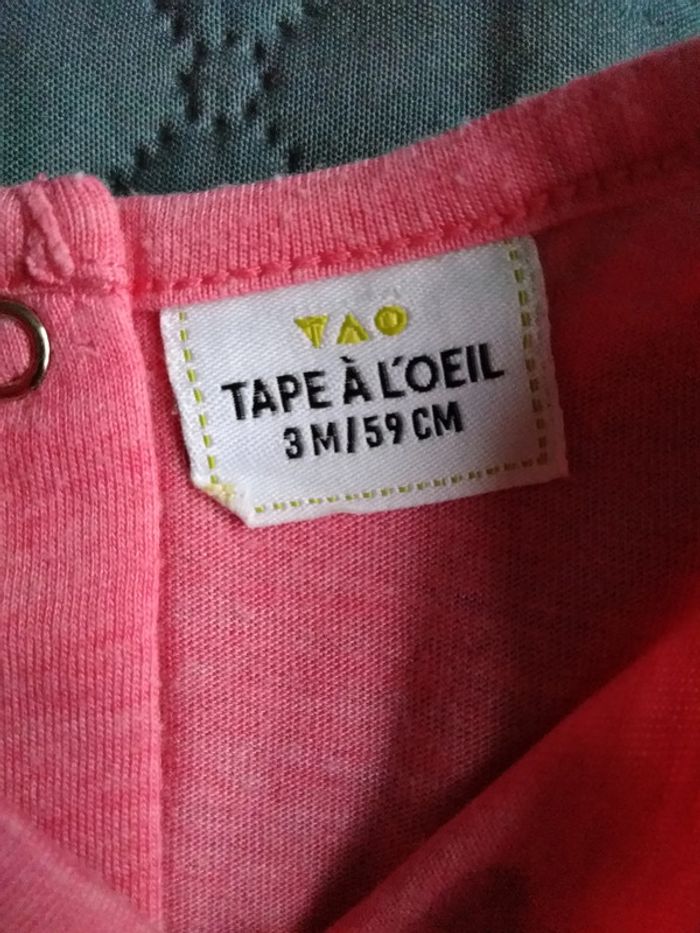 TAO
TAPE À L'OEIL
3 M/59 CM